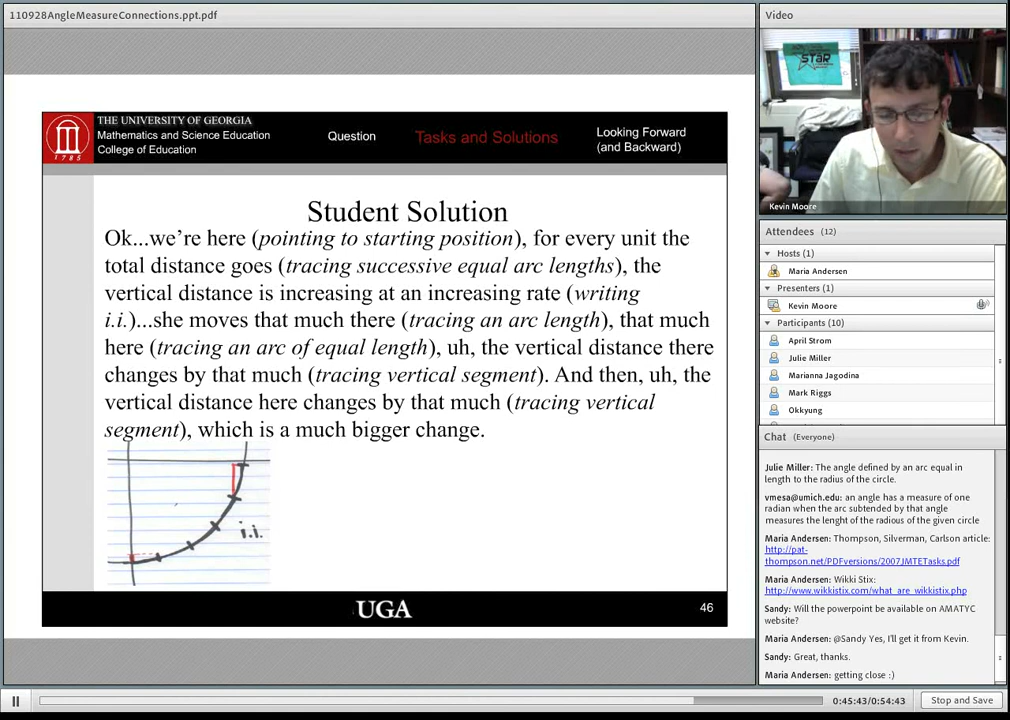 110928AngleMeasureConnections.ppt.pdf
THE UNIVERSITY OF GEORGIA
Mathematics and Science Education
College of Education
1785
Question
Tasks and Solutions
Looking Forward
(and Backward)
Student Solution
Ok...we're here (pointing to starting position), for every unit the
total distance goes (tracing successive equal arc lengths), the
vertical distance is increasing at an increasing rate (writing
i.i.)...she moves that much there (tracing an arc length), that much
here (tracing an arc of equal length), uh, the vertical distance there
changes by that much (tracing vertical segment). And then, uh, the
vertical distance here changes by that much (tracing vertical
segment), which is a much bigger change.
i.i.
UGA
46
Video
STaR
Kevin Moore
Attendees (12)
Hosts (1)
Maria Andersen
Presenters (1)
Kevin Moore
Participants (10)
April Strom
Julie Miller
Marianna Jagodina
Mark Riggs
Okkyung
Chat (Everyone)
Julie Miller: The angle defined by an arc equal in
length to the radius of the circle.
vmesa@umich.edu: an angle has a measure of one
radian when the arc subtended by that angle
measures the lenght of the radious of the given circle
Maria Andersen: Thompson, Silverman, Carlson article:
http://pat-
thompson.net/PDFversions/2007JMTETasks.pdf
Maria Andersen: Wikki Stix:
http://www.wikkistix.com/what_are_wikkistix.php
Sandy: Will the powerpoint be available on AMATYC
website?
Maria Andersen: @Sandy Yes, I'll get it from Kevin.
Sandy: Great, thanks.
Maria Andersen: getting close :)
0:45:43/0:54:43
Stop and Save